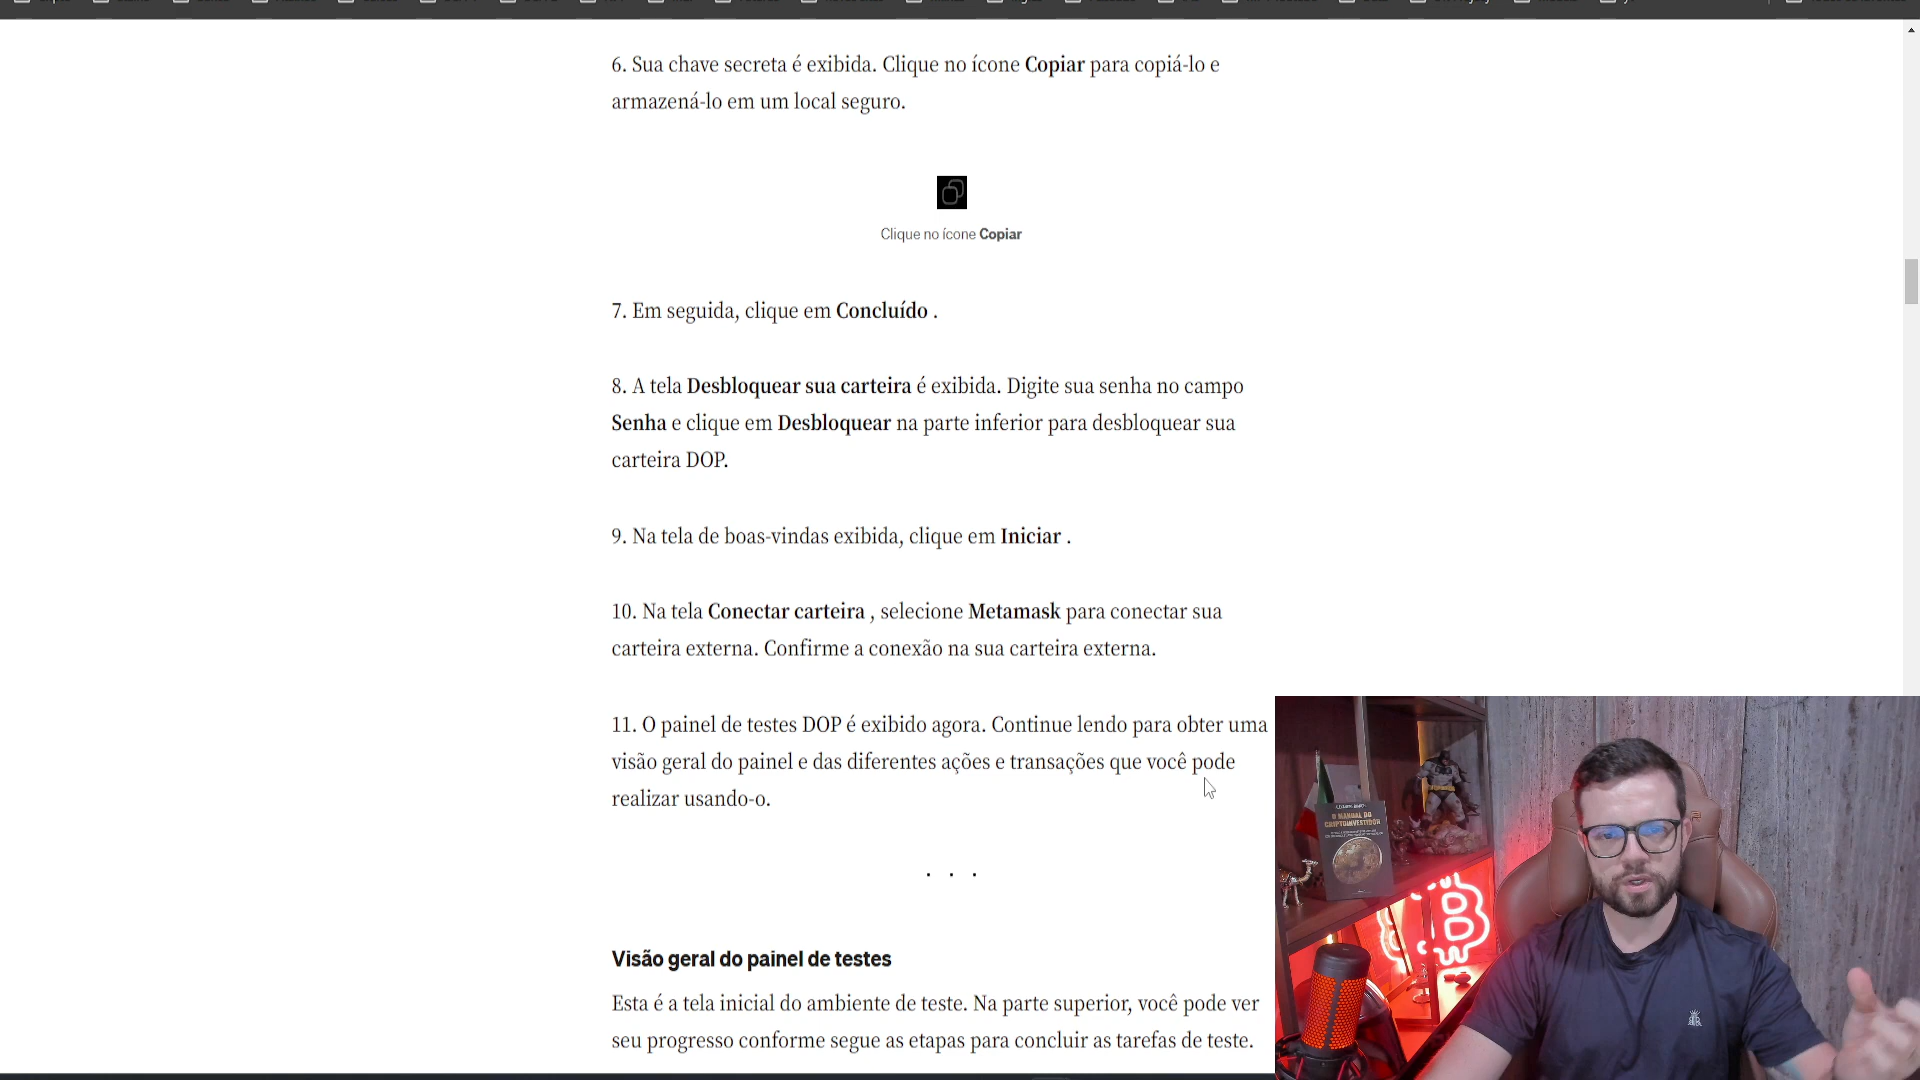 6. Sua chave secreta é exibida. Clique no ícone Copiar para copiá-lo e
armazená-lo em um local seguro.
Clique no ícone Copiar
7. Em seguida, clique em Concluído .
8. A tela Desbloquear sua carteira é exibida. Digite sua senha no campo
Senha e clique em Desbloquear na parte inferior para desbloquear sua
carteira DOP.
9. Na tela de boas-vindas exibida, clique em Iniciar .
10. Na tela Conectar carteira , selecione Metamask para conectar sua
carteira externa. Confirme a conexão na sua carteira externa.
11. O painel de testes DOP é exibido agora. Continue lendo para obter uma
visão geral do painel e das diferentes ações e transações que você pode
realizar usando-o.
. . .
Visão geral do painel de testes
Esta é a tela inicial do ambiente de teste. Na parte superior, você pode ver
seu progresso conforme segue as etapas para concluir as tarefas de teste.
O MANUAL DO
CRIPTOINVESTIDOR